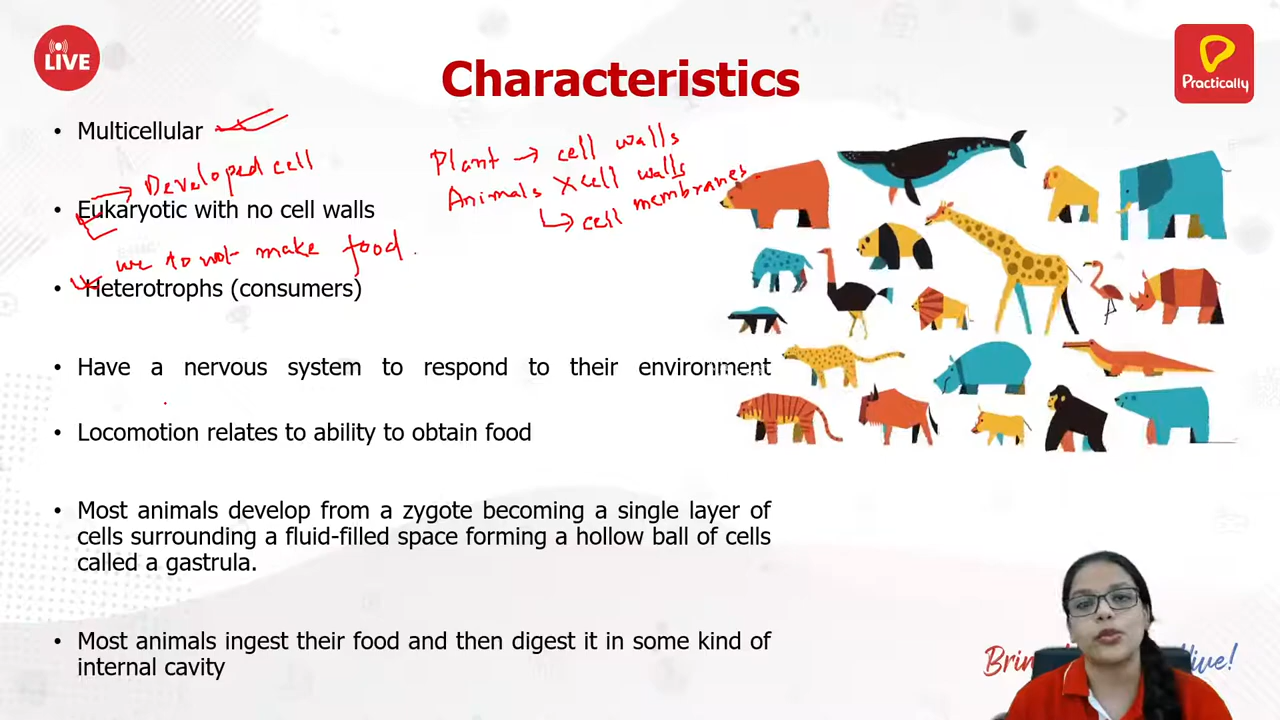 LIVE
Practically
Characteristics
• Multicellular
Developed cell
Plant → cell walls
Animals X cell walls
↳ cell membranes.
• Eukaryotic with no cell walls
we do not make food.
• Heterotrophs (consumers)
• Have a nervous system to respond to their environment
• Locomotion relates to ability to obtain food
• Most animals develop from a zygote becoming a single layer of
cells surrounding a fluid-filled space forming a hollow ball of cells
called a gastrula.
• Most animals ingest their food and then digest it in some kind of
internal cavity